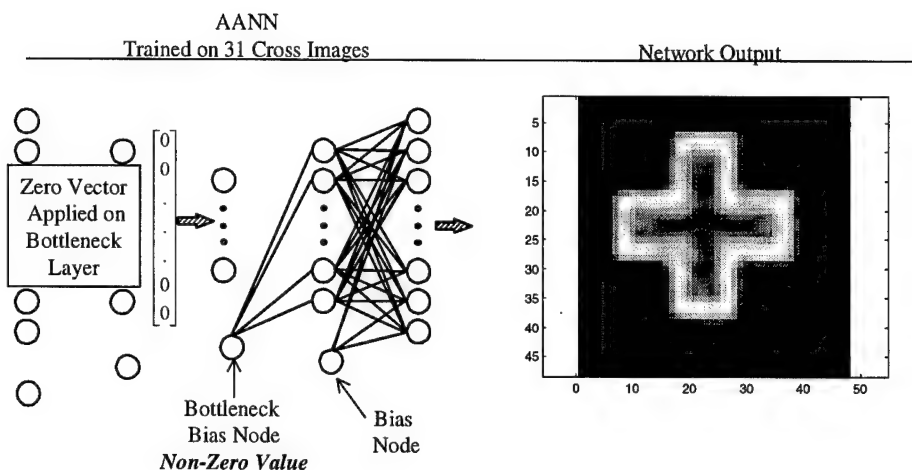 AANN
Trained on 31 Cross Images
Network Output
Zero Vector
Applied on
Bottleneck
Layer
0
0
.
.
.
0
0
Bottleneck
Bias Node
Non-Zero Value
Bias
Node
5
10
15
20
25
30
35
40
45
0
10
20
30
40
50